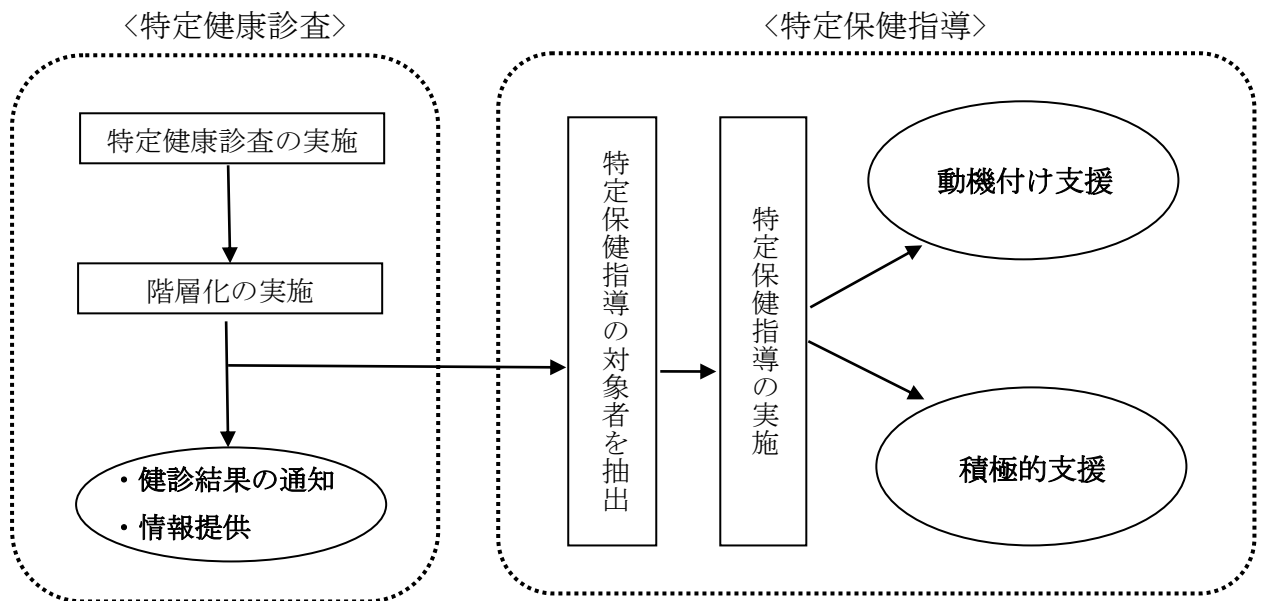 <特定健康診査>
特定健康診査の実施
階層化の実施
・健診結果の通知
・情報提供
<特定保健指導>
特定保健指導の対象者を抽出
特定保健指導の実施
動機付け支援
積極的支援